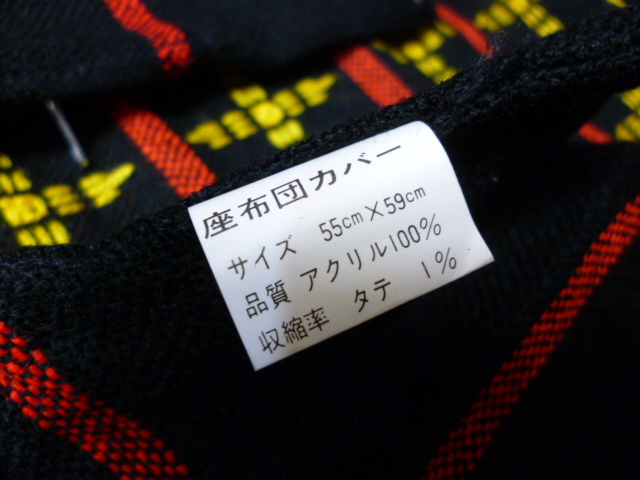 座布団カバー
サイズ 55cm×59cm
品質 アクリル100%
収縮率 タテ 1%